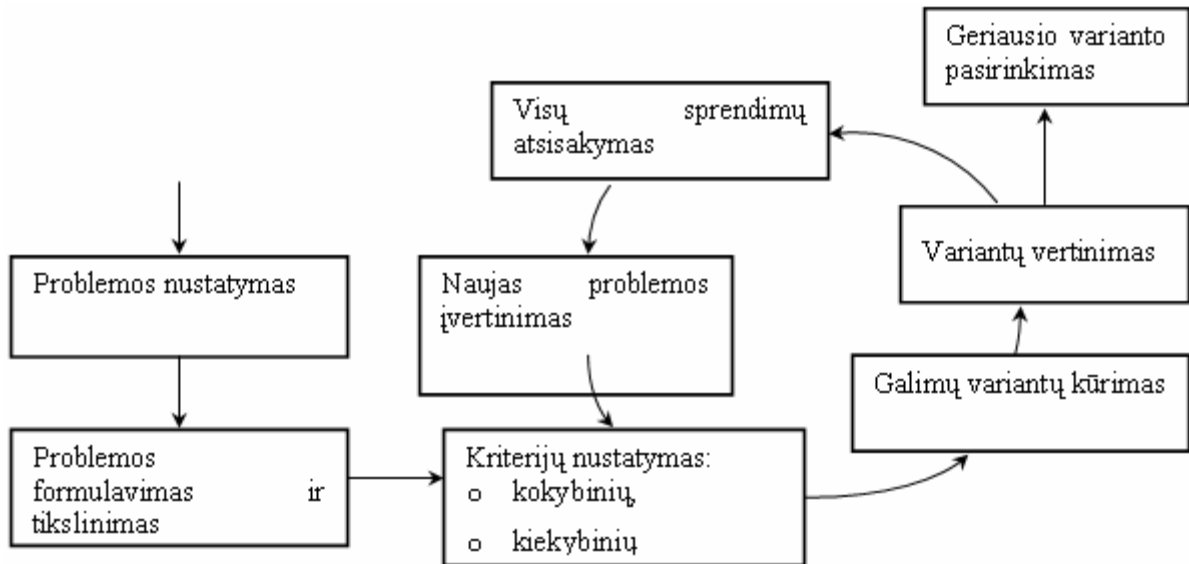 Geriausio varianto
pasirinkimas
Visų sprendimų
atsisakymas
Variantų vertinimas
Problemos nustatymas
Naujas problemos
įvertinimas
Galimų variantų kūrimas
Problemos
formulavimas ir
tikslinimas
Kriterijų nustatymas:
o kokybinių,
o kiekybinių